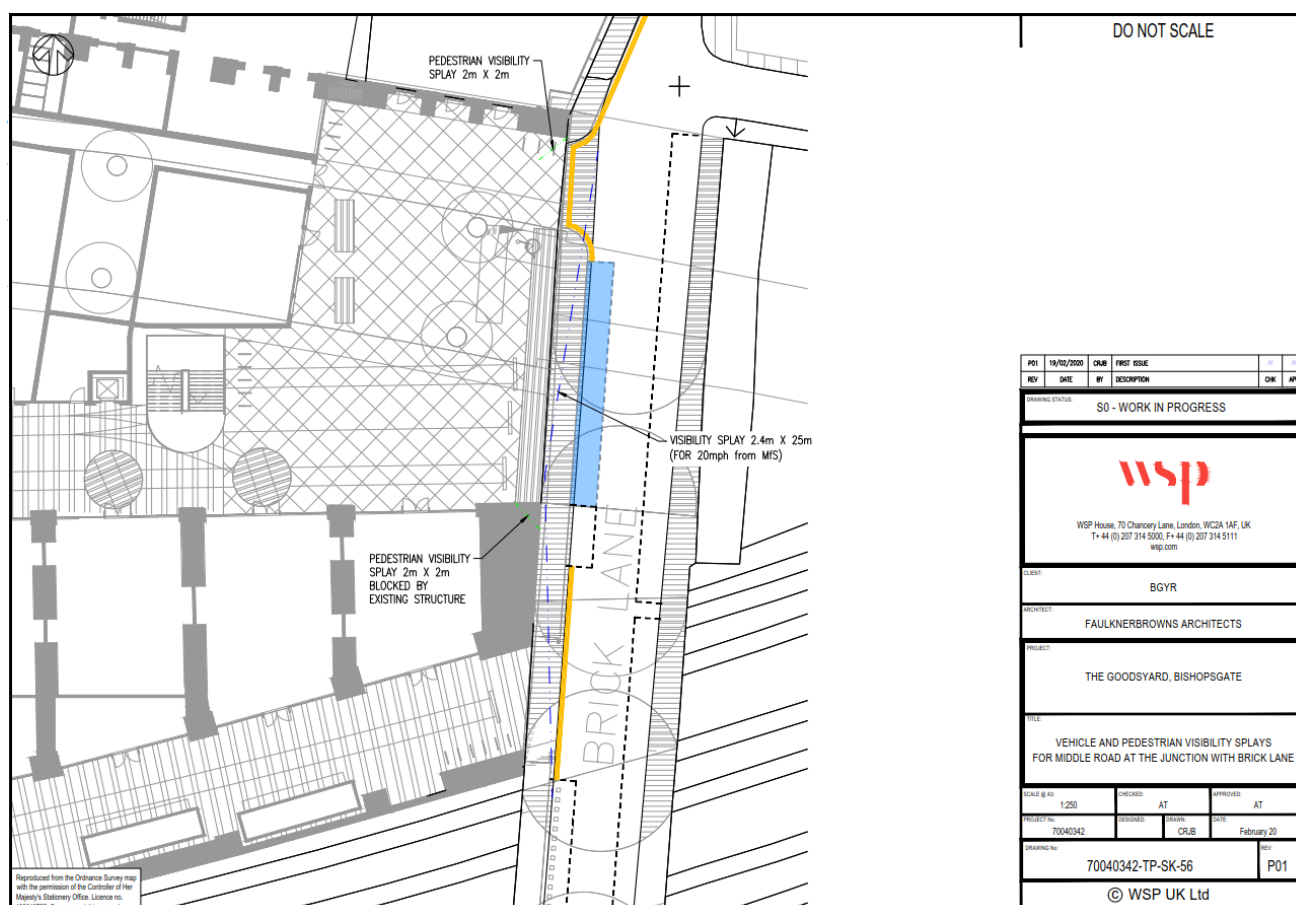 DO NOT SCALE
PEDESTRIAN VISIBILITY
SPLAY 2m X 2m
VISIBILITY SPLAY 2.4m X 25m
(FOR 20mph from MfS)
PEDESTRIAN VISIBILITY
SPLAY 2m X 2m
BLOCKED BY
EXISTING STRUCTURE
BRICK LANE
P01 19/02/2020 CRJB FIRST ISSUE
REV DATE BY DESCRIPTION CHK
DRAWING STATUS:
S0 - WORK IN PROGRESS
wsp
WSP House, 70 Chancery Lane, London, WC2A 1AF, UK
T+ 44 (0) 207 314 5000, F+ 44 (0) 207 314 5111
wsp.com
CLIENT:
BGYR
ARCHITECT:
FAULKNERBROWNS ARCHITECTS
PROJECT:
THE GOODSYARD, BISHOPSGATE
TITLE:
VEHICLE AND PEDESTRIAN VISIBILITY SPLAYS
FOR MIDDLE ROAD AT THE JUNCTION WITH BRICK LANE
SCALE @ A3: CHECKED: APPROVED:
1:250 AT AT
PROJECT No: DESIGNED: DRAWN: DATE:
70040342 CRJB February 20
DRAWING No: REV:
70040342-TP-SK-56 P01
© WSP UK Ltd
Reproduced from the Ordnance Survey map
with the permission of the Controller of Her
Majesty's Stationery Office. Licence no.